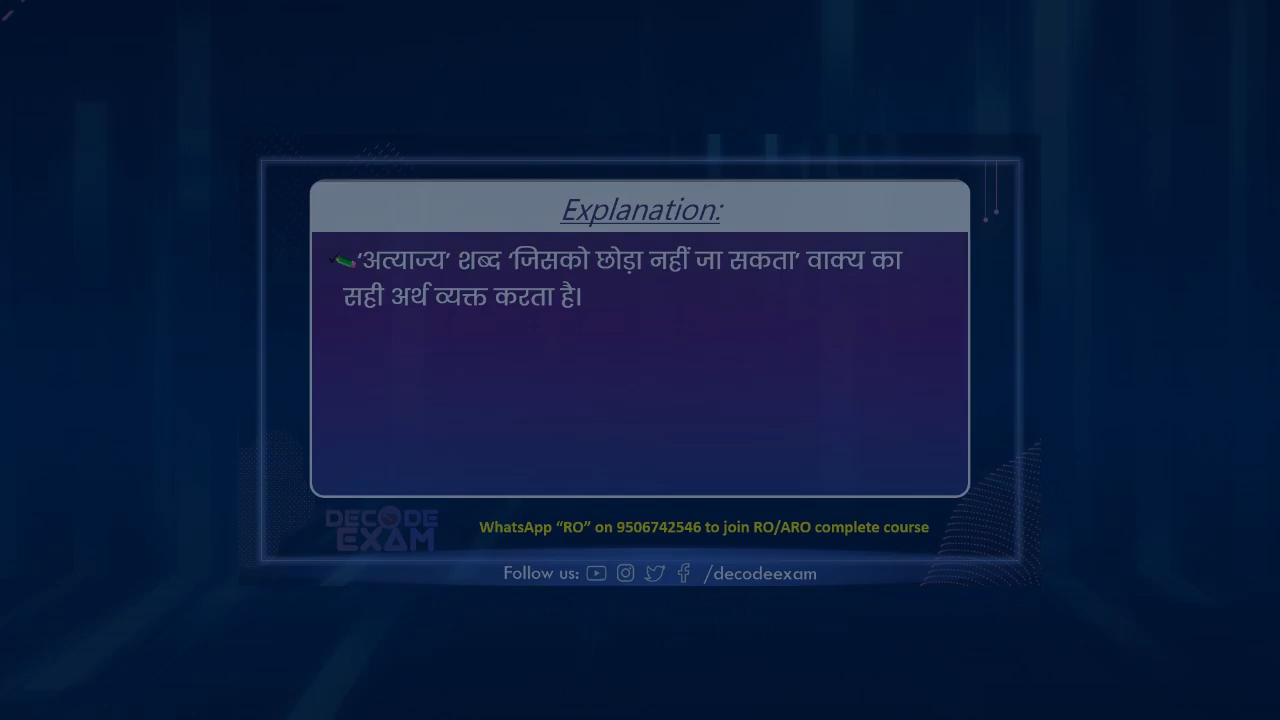 Explanation:
‘अत्याज्य’ शब्द ‘जिसको छोड़ा नहीं जा सकता’ वाक्य का
सही अर्थ व्यक्त करता है।
DECODE
EXAM
WhatsApp “RO” on 9506742546 to join RO/ARO complete course
Follow us: /decodeexam